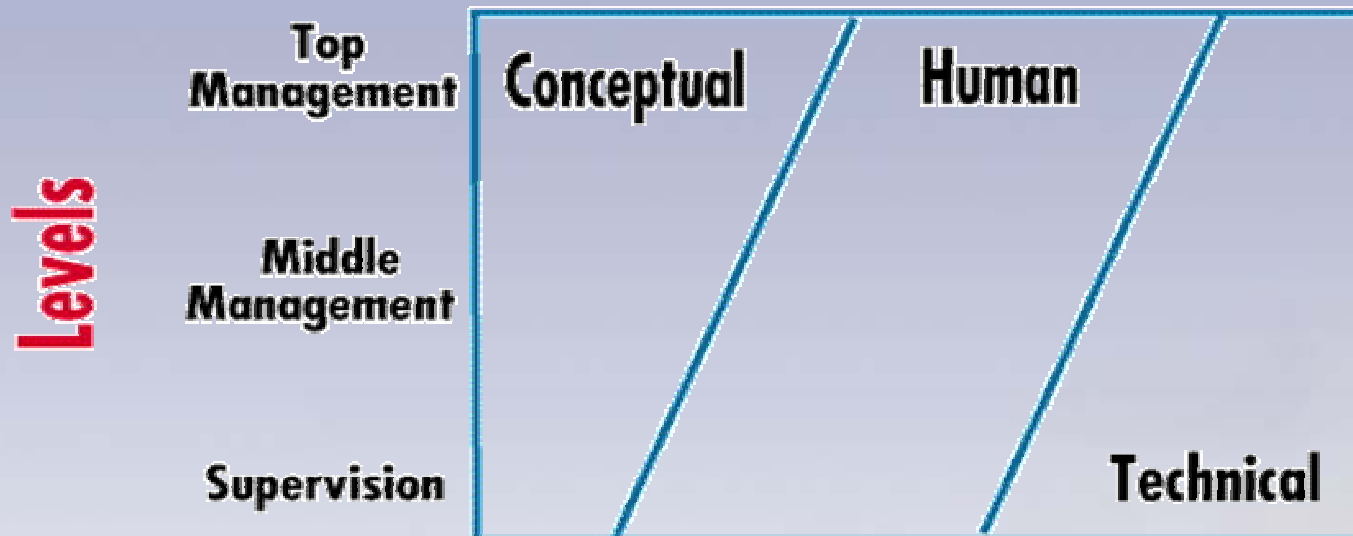 Top
Management
Conceptual
Human
Levels
Middle
Management
Supervision
Technical